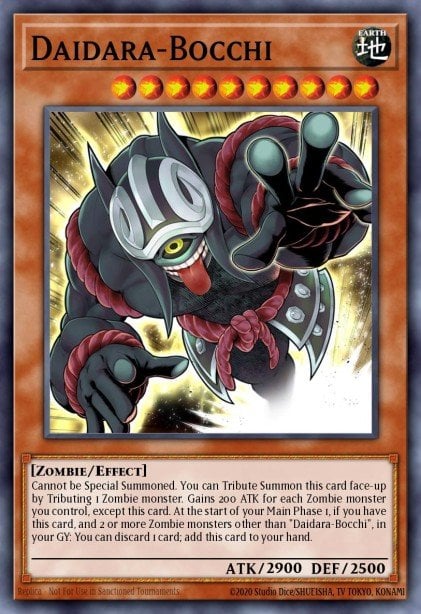 DAIDARA-BOCCHI
EARTH
地
[ZOMBIE/EFFECT]
Cannot be Special Summoned. You can Tribute Summon this card face-up
by Tributing 1 Zombie monster. Gains 200 ATK for each Zombie monster
you control, except this card. At the start of your Main Phase 1, if you have
this card, and 2 or more Zombie monsters other than "Daidara-Bocchi", in
your GY: You can discard 1 card; add this card to your hand.
ATK/2900 DEF/2500
Replica - Not For Use in Sanctioned Tournaments ©2020 Studio Dice/SHUEISHA, TV TOKYO, KONAMI